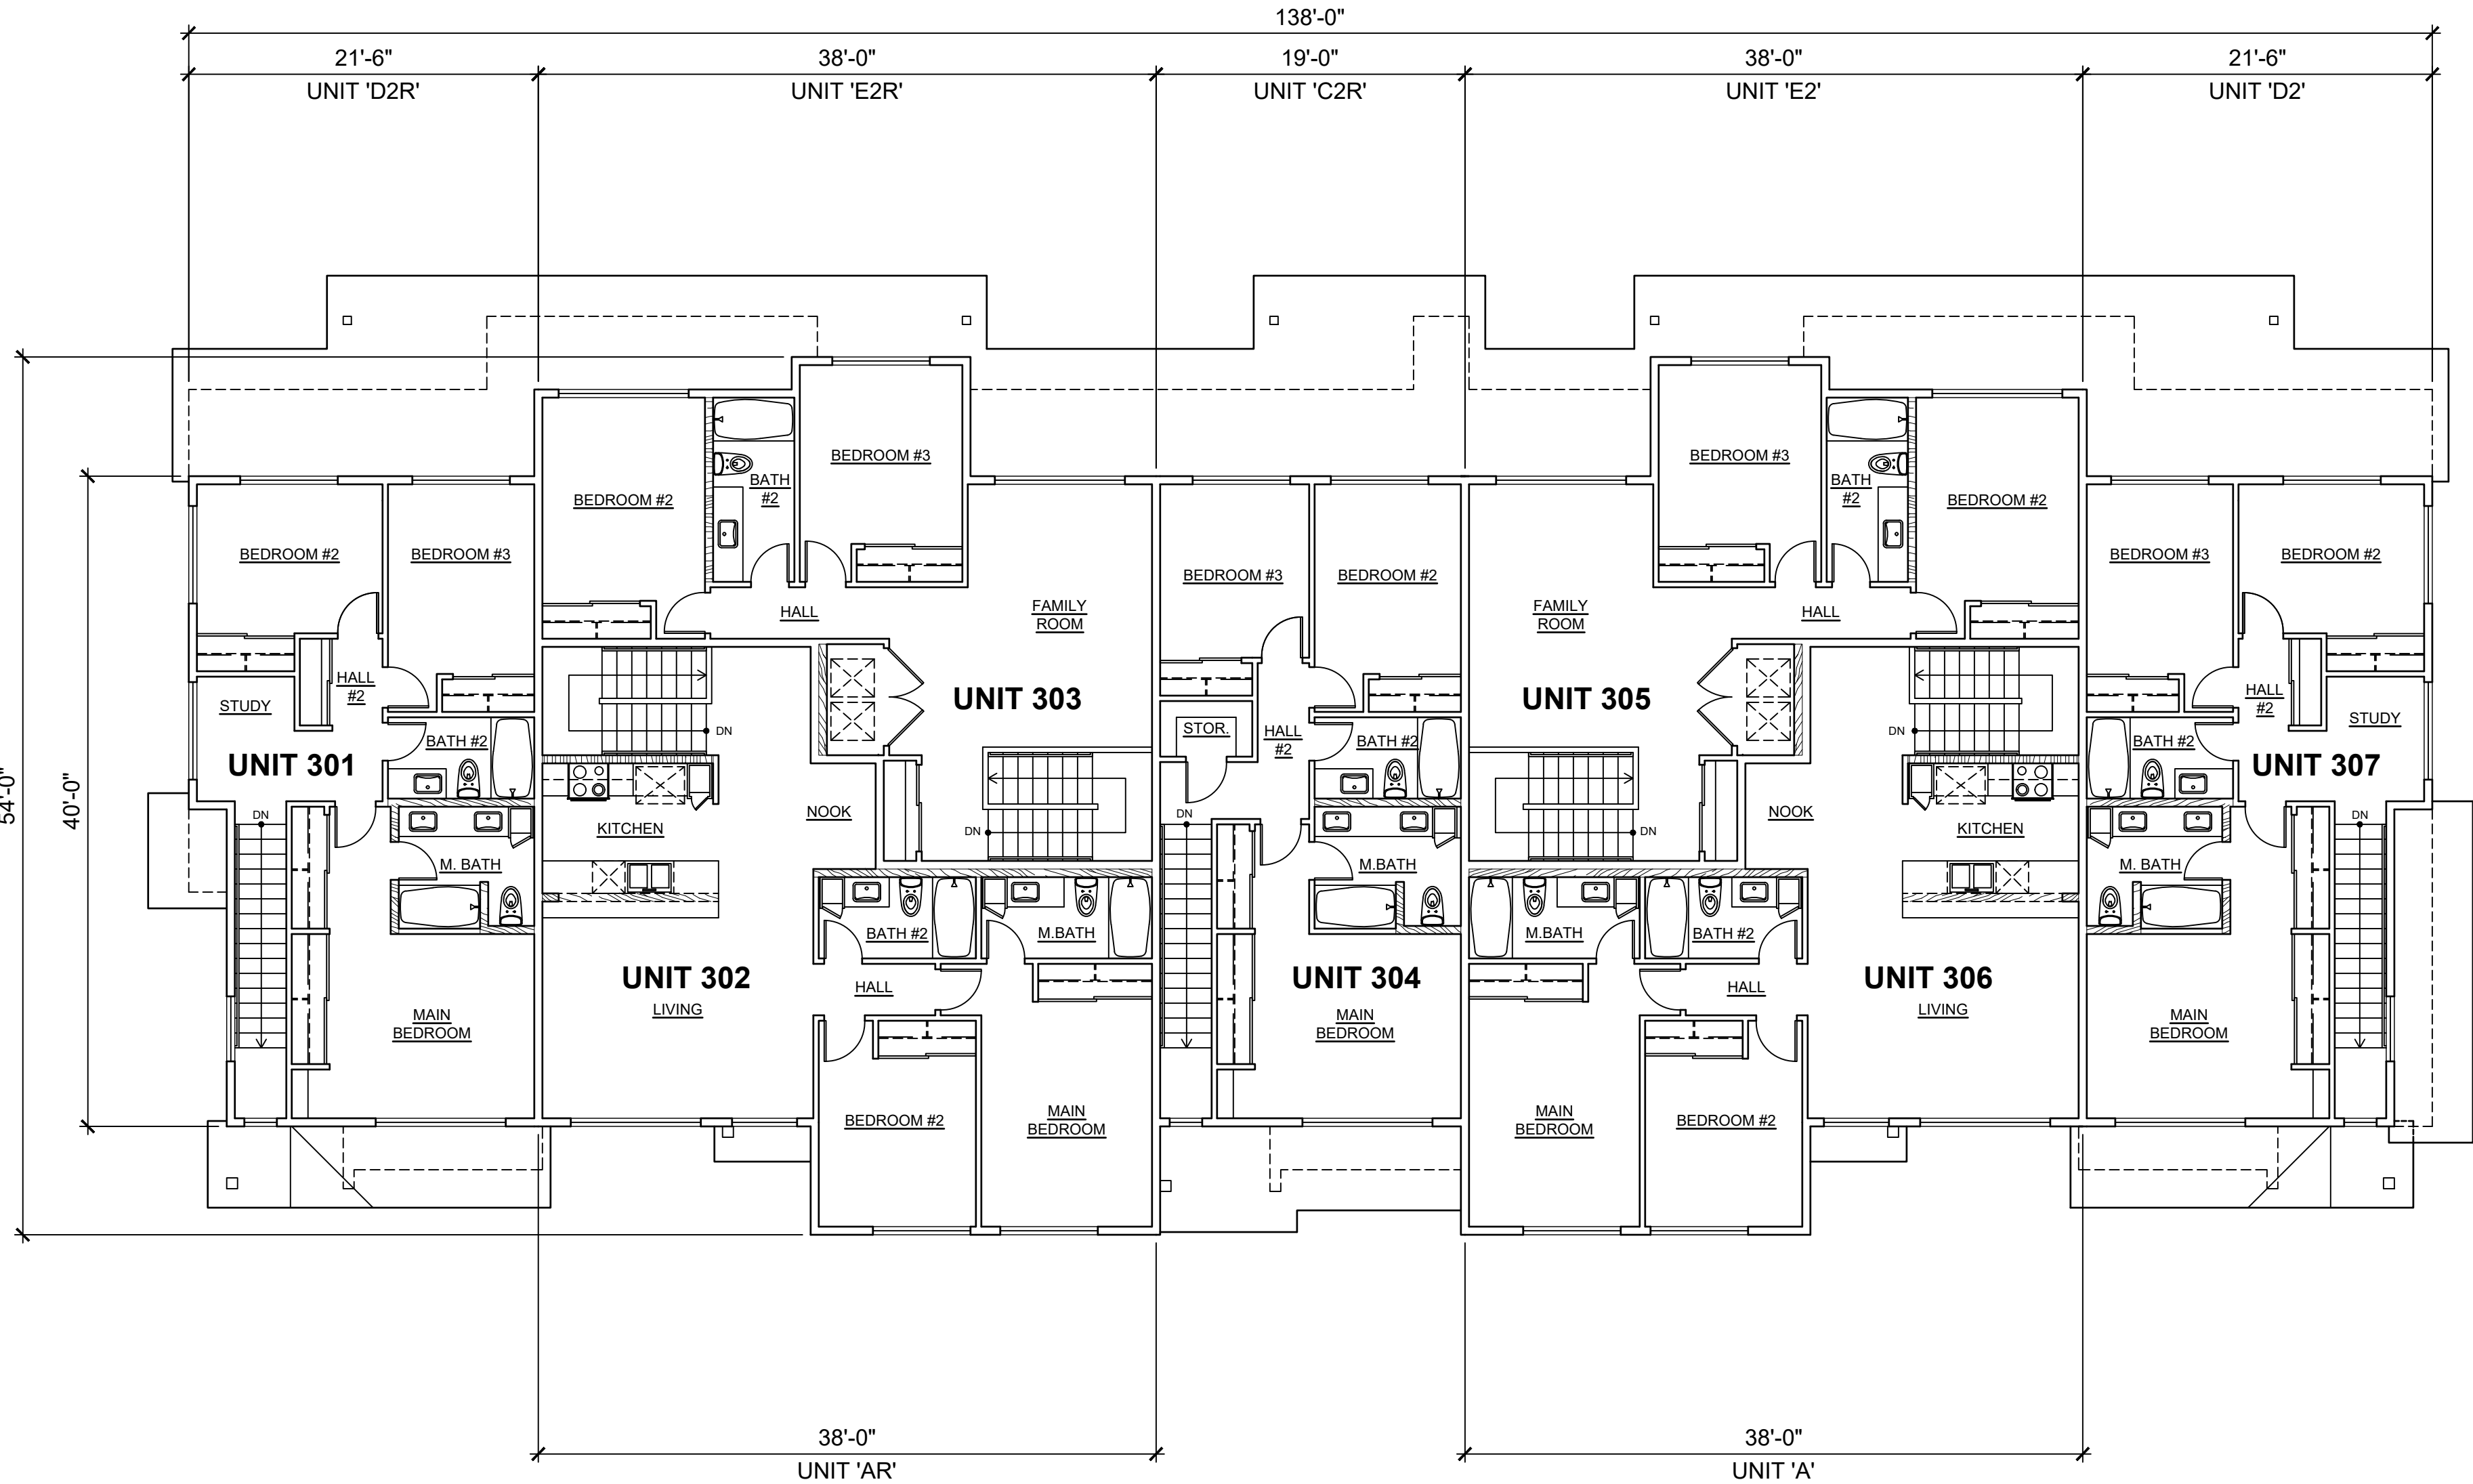 138'-0"
21'-6"
38'-0"
19'-0"
38'-0"
21'-6"
UNIT 'D2R'
UNIT 'E2R'
UNIT 'C2R'
UNIT 'E2'
UNIT 'D2'
54'-0"
40'-0"
BEDROOM #2
BEDROOM #3
HALL
#2
STUDY
UNIT 301
BATH #2
DN
M. BATH
MAIN
BEDROOM
BEDROOM #2
BATH
#2
BEDROOM #3
HALL
FAMILY
ROOM
UNIT 303
DN
DN
KITCHEN
NOOK
UNIT 302
LIVING
BATH #2
M.BATH
HALL
BEDROOM #2
MAIN
BEDROOM
BEDROOM #3
BEDROOM #2
STOR.
HALL
#2
BATH #2
DN
M.BATH
UNIT 304
MAIN
BEDROOM
BEDROOM #3
BATH
#2
BEDROOM #2
FAMILY
ROOM
HALL
UNIT 305
DN
DN
NOOK
KITCHEN
M.BATH
BATH #2
HALL
UNIT 306
LIVING
MAIN
BEDROOM
BEDROOM #2
BEDROOM #3
BEDROOM #2
HALL
#2
STUDY
BATH #2
UNIT 307
DN
M. BATH
MAIN
BEDROOM
38'-0"
38'-0"
UNIT 'AR'
UNIT 'A'